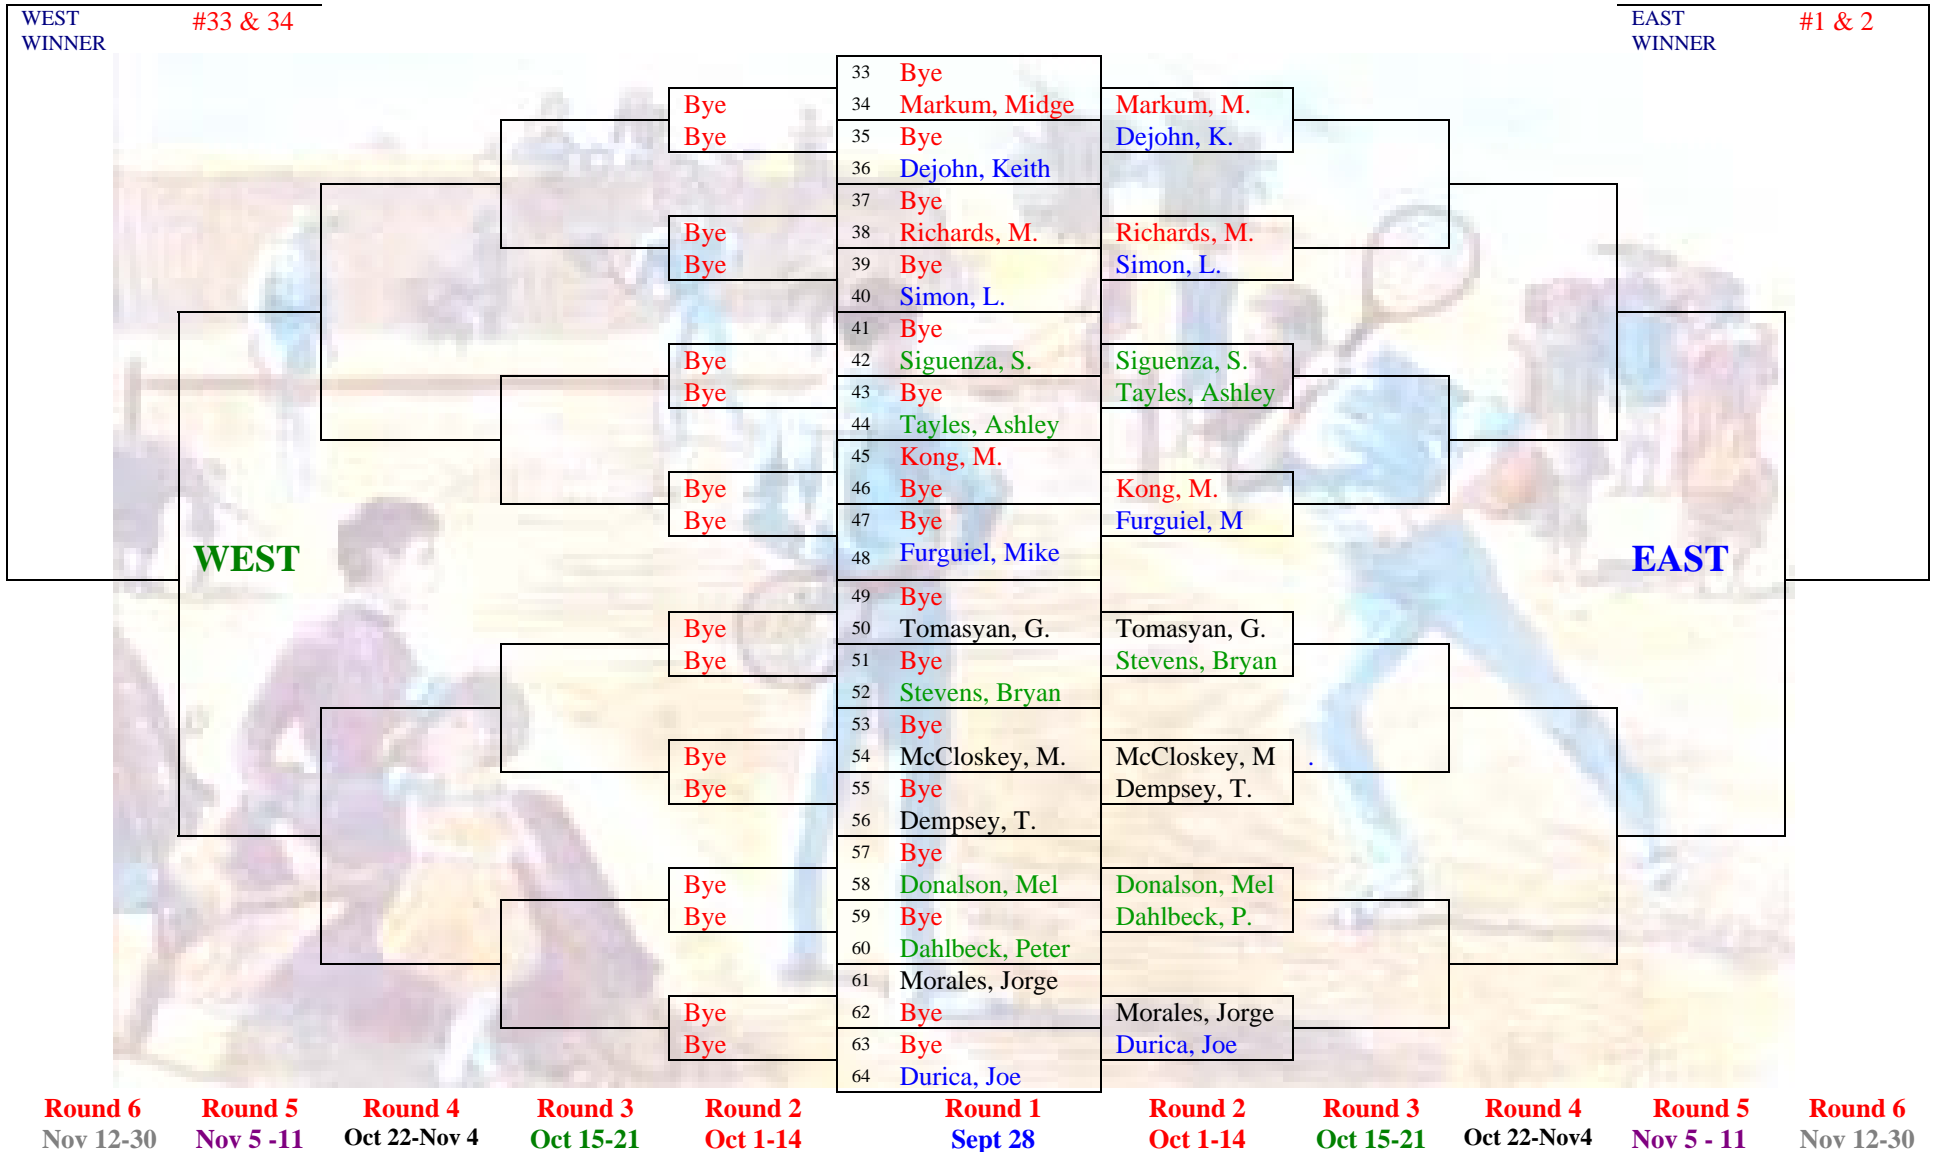 WEST #33 & 34 EAST #1 & 2
WINNER WINNER
33 Bye
Bye 34 Markum, Midge Markum, M.
Bye 35 Bye Dejohn, K.
36 Dejohn, Keith
37 Bye
Bye 38 Richards, M. Richards, M.
Bye 39 Bye Simon, L.
40 Simon, L.
41 Bye
Bye 42 Siguenza, S. Siguenza, S.
Bye 43 Bye Tayles, Ashley
44 Tayles, Ashley
45 Kong, M.
Bye 46 Bye Kong, M.
Bye 47 Bye Furguiel, M
WEST 48 Furguiel, Mike EAST
49 Bye
Bye 50 Tomasyan, G. Tomasyan, G.
Bye 51 Bye Stevens, Bryan
52 Stevens, Bryan
53 Bye
Bye 54 McCloskey, M. McCloskey, M .
Bye 55 Bye Dempsey, T.
56 Dempsey, T.
57 Bye
Bye 58 Donalson, Mel Donalson, Mel
Bye 59 Bye Dahlbeck, P.
60 Dahlbeck, Peter
61 Morales, Jorge
Bye 62 Bye Morales, Jorge
Bye 63 Bye Durica, Joe
64 Durica, Joe
Round 6 Round 5 Round 4 Round 3 Round 2 Round 1 Round 2 Round 3 Round 4 Round 5 Round 6
Nov 12-30 Nov 5 -11 Oct 22-Nov 4 Oct 15-21 Oct 1-14 Sept 28 Oct 1-14 Oct 15-21 Oct 22-Nov4 Nov 5 - 11 Nov 12-30